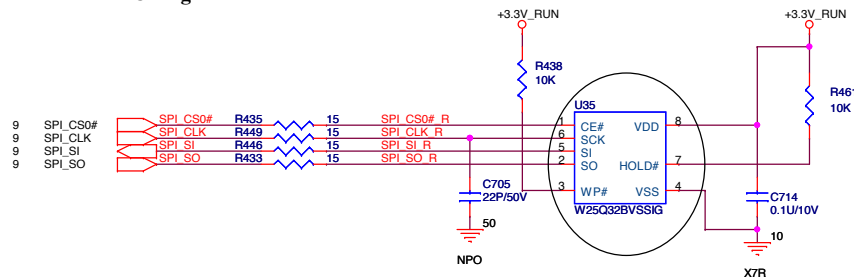 +3.3V_RUN
+3.3V_RUN
R438
10K
R461
10K
U35
9 SPI_CS0# SPI_CS0# R435 15 SPI_CS0#_R 1 CE# VDD 8
9 SPI_CLK SPI_CLK R449 15 SPI_CLK_R 6 SCK
9 SPI_SI SPI_SI R446 15 SPI_SI_R 5 SI
9 SPI_SO SPI_SO R433 15 SPI_SO_R 2 SO HOLD# 7
3 WP# VSS 4
W25Q32BVSSIG
C705
22P/50V
50
NPO
C714
0.1U/10V
10
X7R